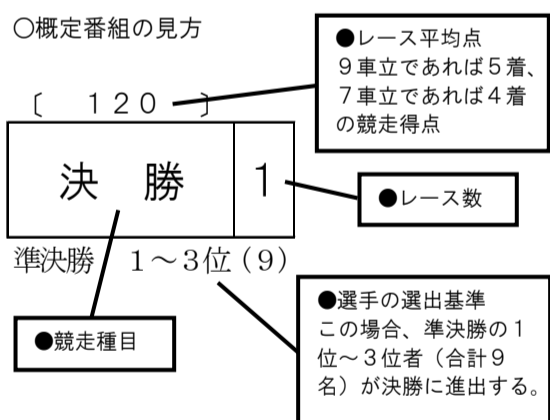 ○概定番組の見方
●レース平均点
9車立であれば5着、
7車立であれば4着
の競走得点
〔 120 〕
決 勝 1
●レース数
準決勝 1～3位(9)
●競走種目
●選手の選出基準
この場合、準決勝の1
位～3位者(合計9
名)が決勝に進出する。